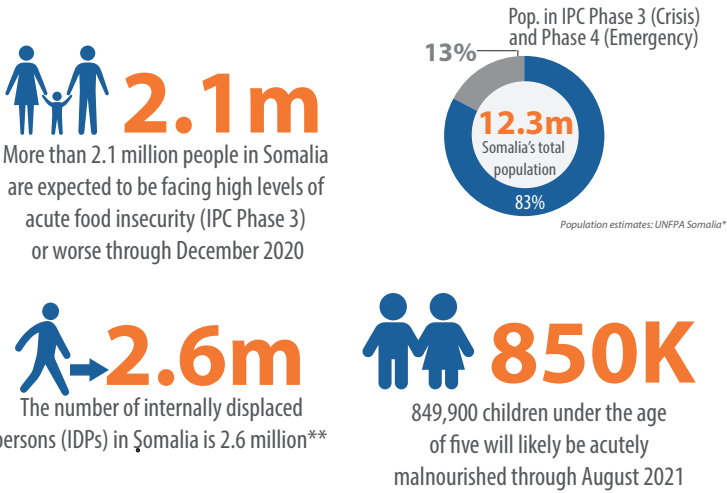 2.1m
More than 2.1 million people in Somalia
are expected to be facing high levels of
acute food insecurity (IPC Phase 3)
or worse through December 2020
Pop. in IPC Phase 3 (Crisis)
and Phase 4 (Emergency)
13%
12.3m
Somalia's total
population
83%
Population estimates: UNFPA Somalia*
2.6m
The number of internally displaced
persons (IDPs) in Somalia is 2.6 million**
850K
849,900 children under the age
of five will likely be acutely
malnourished through August 2021